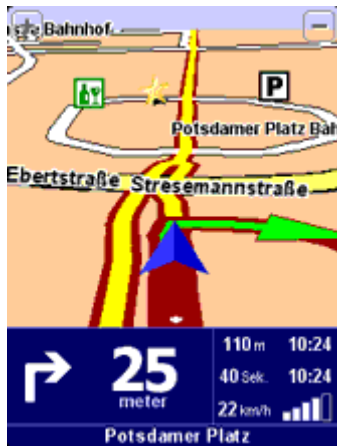 Bahnhof
P
Potsdamer Platz Bah
Ebertstraße Stresemannstraße
25
meter
110 m 10:24
40 Sek. 10:24
22 km/h
Potsdamer Platz